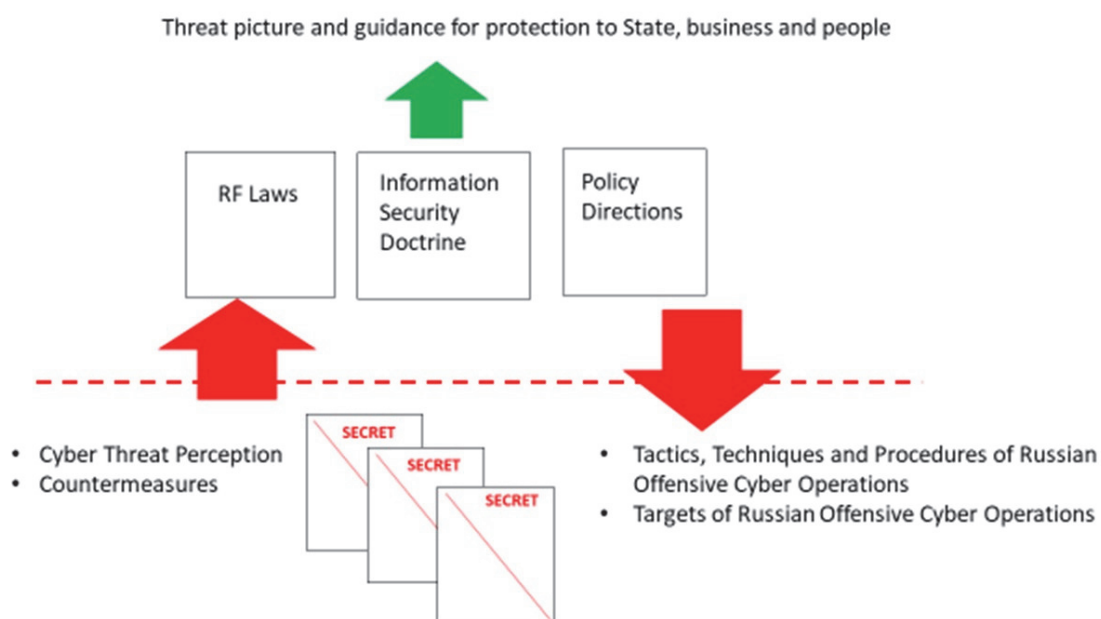 Threat picture and guidance for protection to State, business and people
RF Laws
Information
Security
Doctrine
Policy
Directions
• Cyber Threat Perception
• Countermeasures
SECRET
SECRET
SECRET
• Tactics, Techniques and Procedures of Russian
Offensive Cyber Operations
• Targets of Russian Offensive Cyber Operations